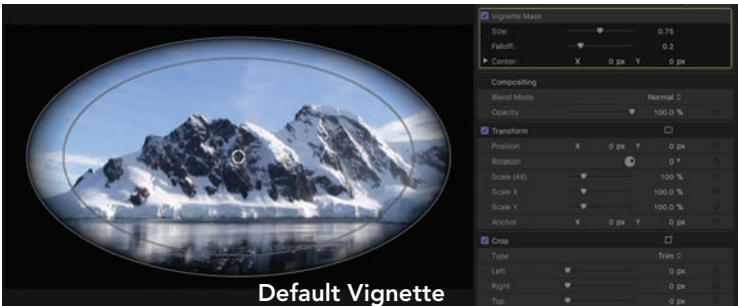 Vignette Mask
Size: 0.75
Falloff: 0.2
Center: X 0 px Y 0 px
Compositing
Blend Mode Normal
Opacity 100.0 %
Transform
Position X 0 px Y 0 px
Rotation 0 °
Scale (All) 100 %
Scale X 100.0 %
Scale Y 100.0 %
Anchor X 0 px Y 0 px
Crop
Type Trim
Left 0 px
Right 0 px
Top 0 px
Default Vignette